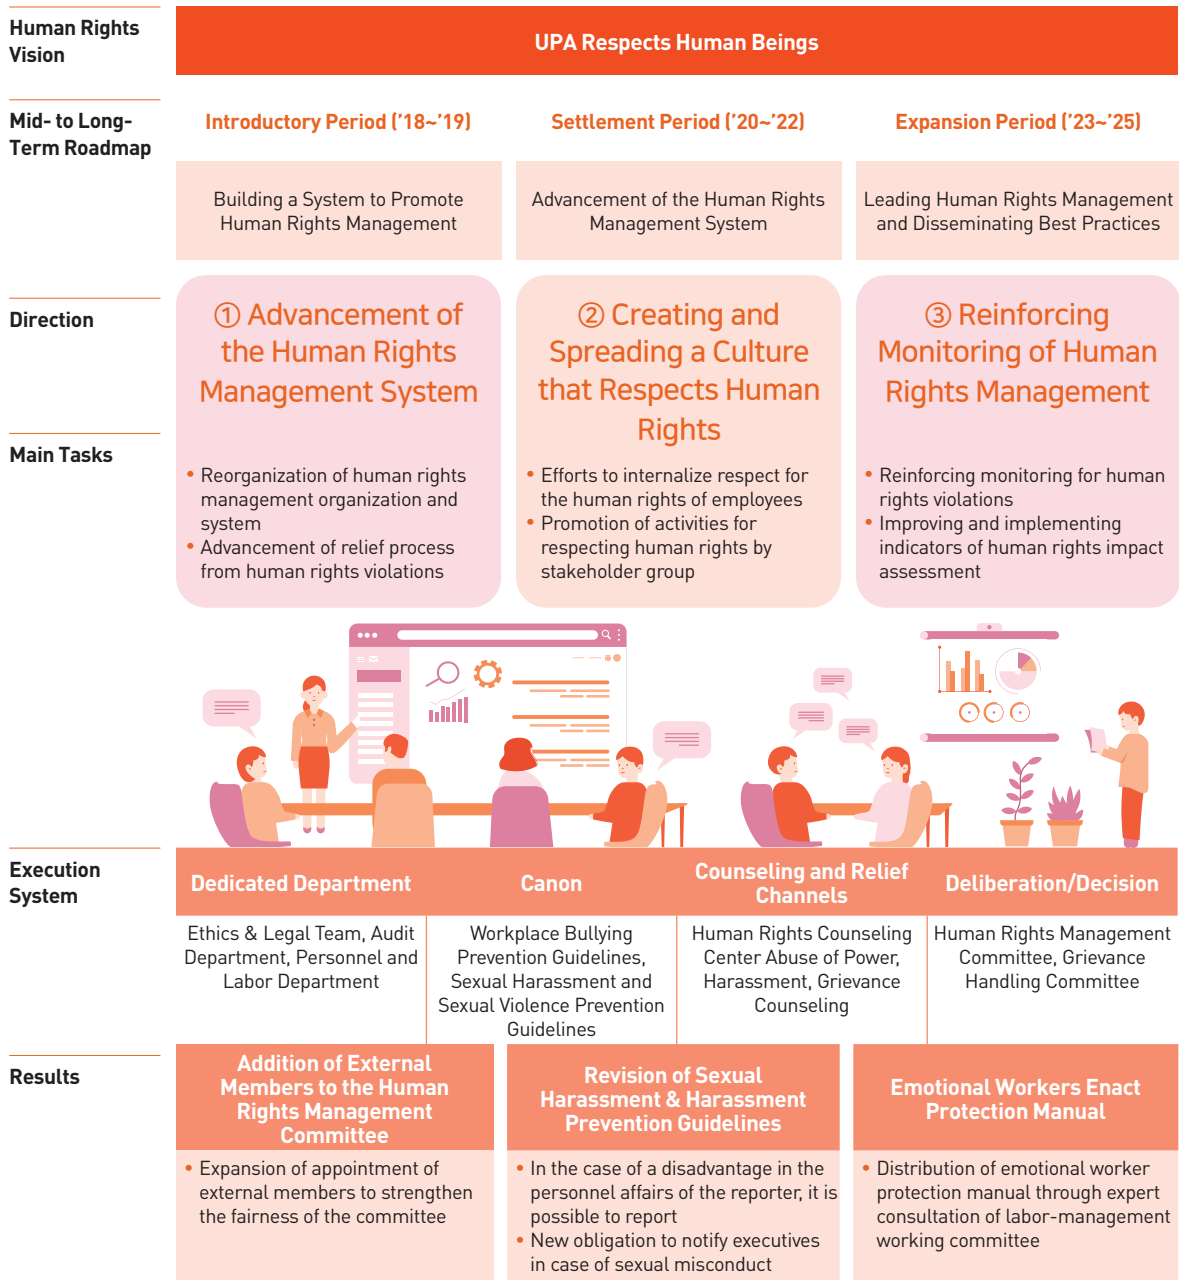 Human Rights
Vision
UPA Respects Human Beings
Mid- to Long-
Term Roadmap
Introductory Period (’18~’19)
Settlement Period (’20~’22)
Expansion Period (’23~’25)
Building a System to Promote
Human Rights Management
Advancement of the Human Rights
Management System
Leading Human Rights Management
and Disseminating Best Practices
Direction
① Advancement of
the Human Rights
Management System
② Creating and
Spreading a Culture
that Respects Human
Rights
③ Reinforcing
Monitoring of Human
Rights Management
Main Tasks
• Reorganization of human rights
management organization and
system
• Advancement of relief process
from human rights violations
• Efforts to internalize respect for
the human rights of employees
• Promotion of activities for
respecting human rights by
stakeholder group
• Reinforcing monitoring for human
rights violations
• Improving and implementing
indicators of human rights impact
assessment
Execution
System
Dedicated Department
Canon
Counseling and Relief
Channels
Deliberation/Decision
Ethics & Legal Team, Audit
Department, Personnel and
Labor Department
Workplace Bullying
Prevention Guidelines,
Sexual Harassment and
Sexual Violence Prevention
Guidelines
Human Rights Counseling
Center Abuse of Power,
Harassment, Grievance
Counseling
Human Rights Management
Committee, Grievance
Handling Committee
Results
Addition of External
Members to the Human
Rights Management
Committee
Revision of Sexual
Harassment & Harassment
Prevention Guidelines
Emotional Workers Enact
Protection Manual
• Expansion of appointment of
external members to strengthen
the fairness of the committee
• In the case of a disadvantage in the
personnel affairs of the reporter, it is
possible to report
• New obligation to notify executives
in case of sexual misconduct
• Distribution of emotional worker
protection manual through expert
consultation of labor-management
working committee